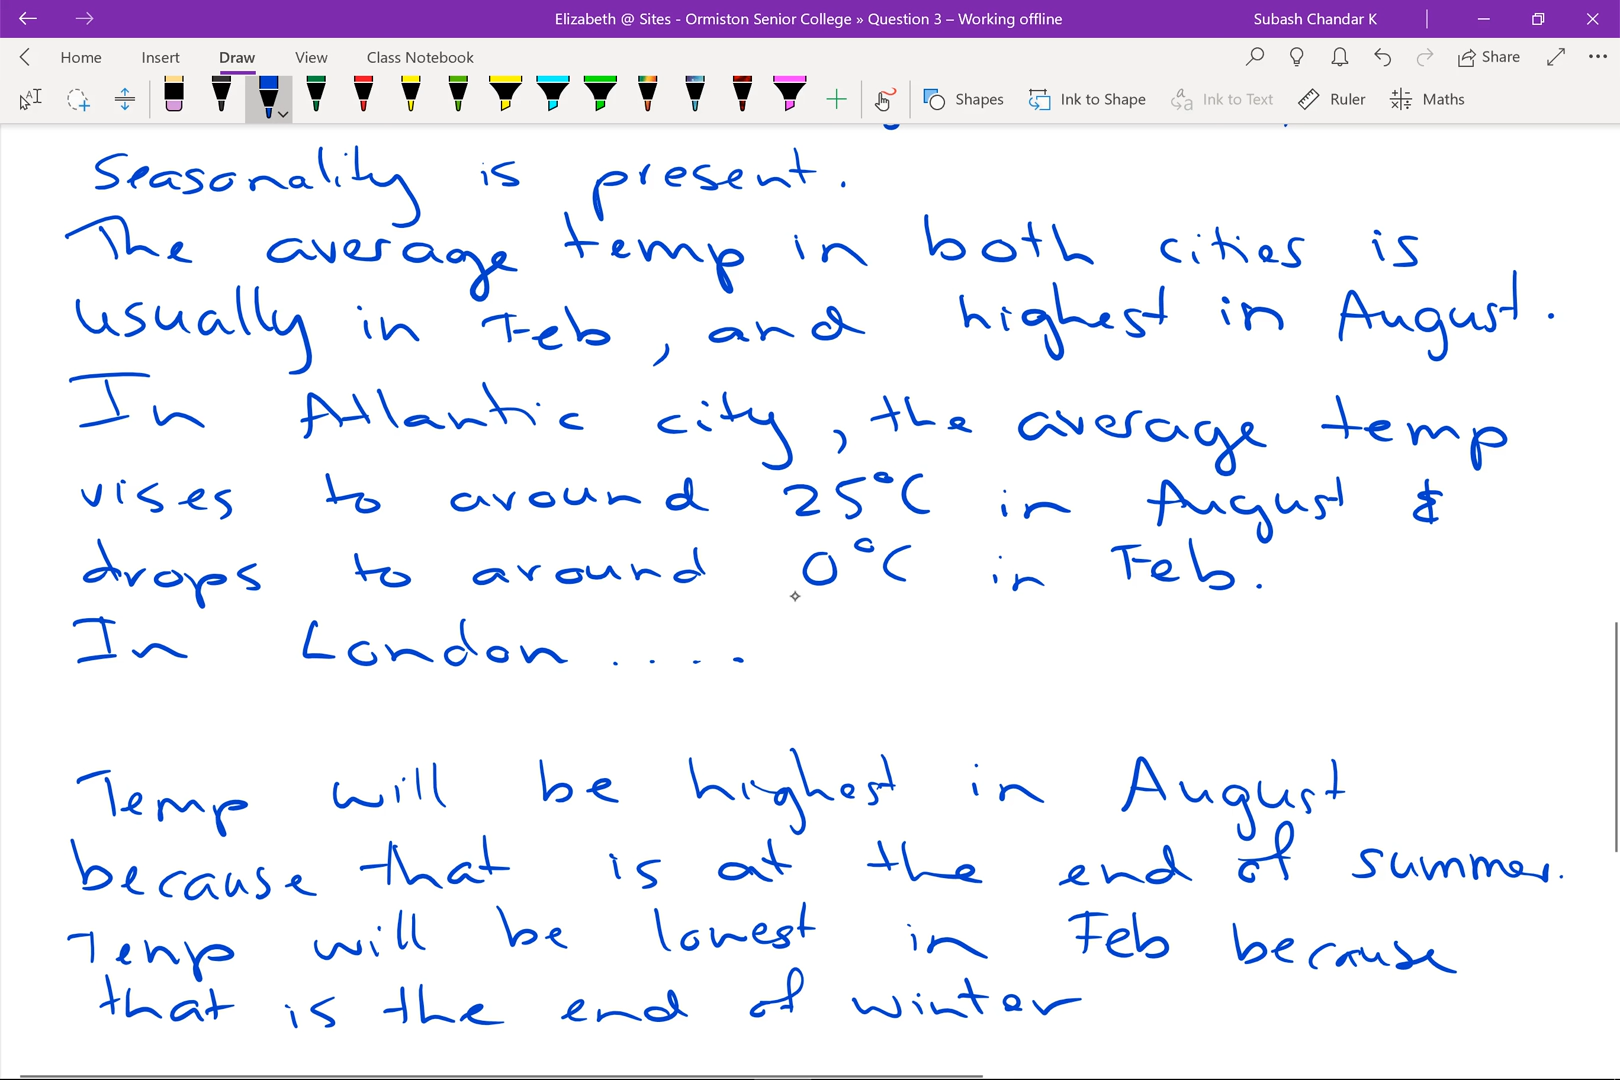 Elizabeth @ Sites - Ormiston Senior College » Question 3 – Working offline
Subash Chandar K
Home Insert Draw View Class Notebook
Share
Shapes Ink to Shape Ink to Text Ruler Maths
Seasonality is present.
The average temp in both cities is
usually in Feb, and highest in August.
In Atlantic city, the average temp
rises to around 25°C in August &
drops to around 0°C in Feb.
In London ....
Temp will be highest in August
because that is at the end of summer.
Temp will be lowest in Feb because
that is the end of winter